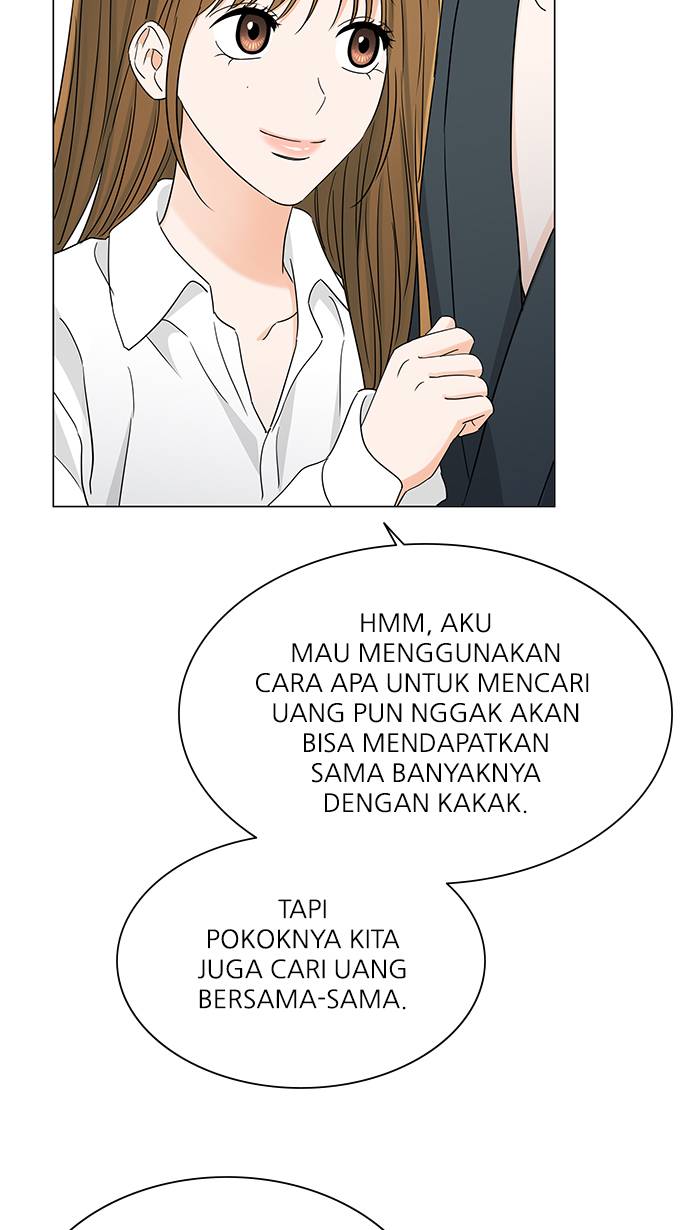 HMM, AKU
MAU MENGGUNAKAN
CARA APA UNTUK MENCARI
UANG PUN NGGAK AKAN
BISA MENDAPATKAN
SAMA BANYAKNYA
DENGAN KAKAK.
TAPI
POKOKNYA KITA
JUGA CARI UANG
BERSAMA-SAMA.